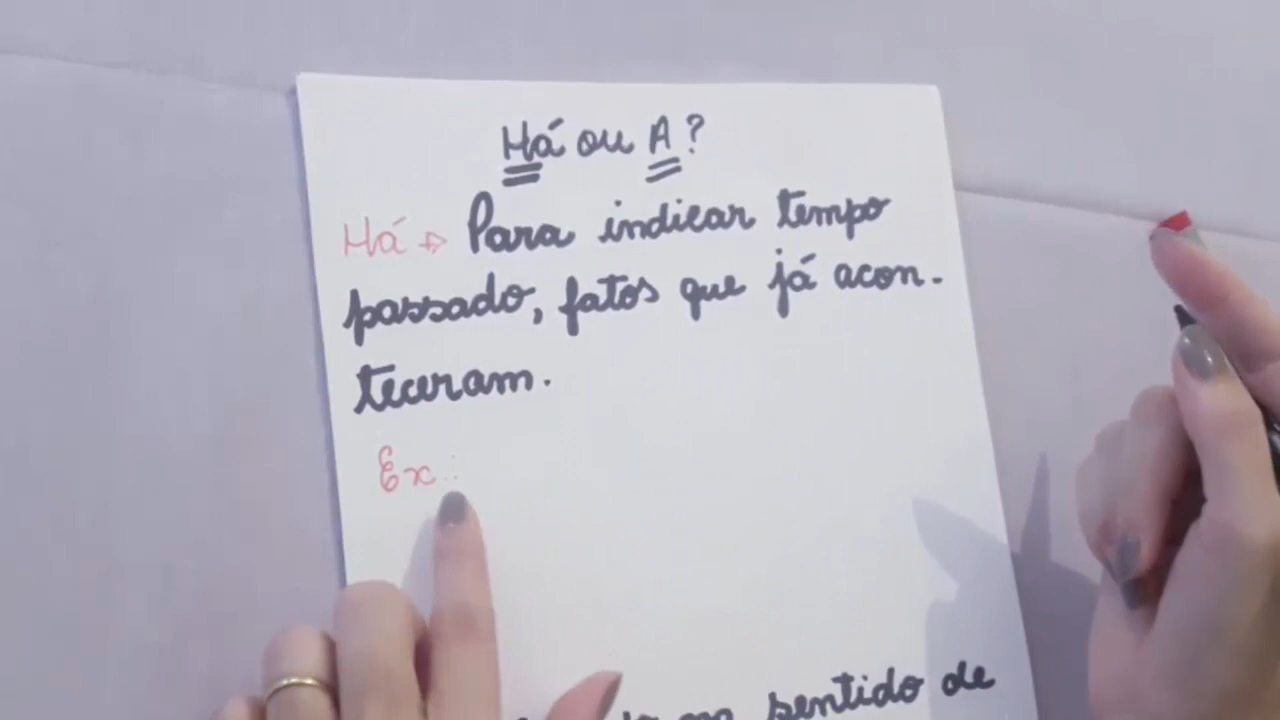 Há ou A?
Há → Para indicar tempo
passado, fatos que já acon-
teceram.
Ex:
sentido de